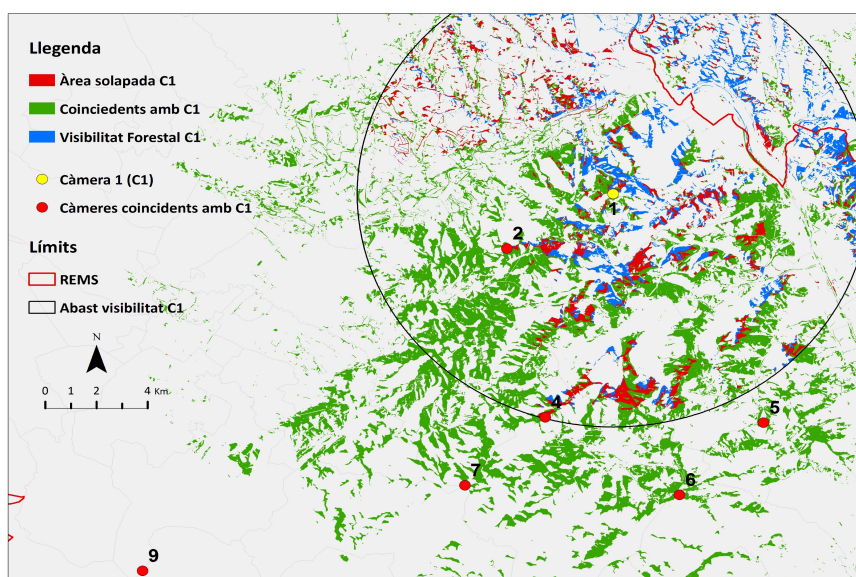 Llegenda
Àrea solapada C1
Coinciedents amb C1
Visibilitat Forestal C1
Càmera 1 (C1)
Càmeres coincidents amb C1
Límits
REMS
Abast visibilitat C1
N
0 1 2 4 Km
1
2
4
5
7
6
9